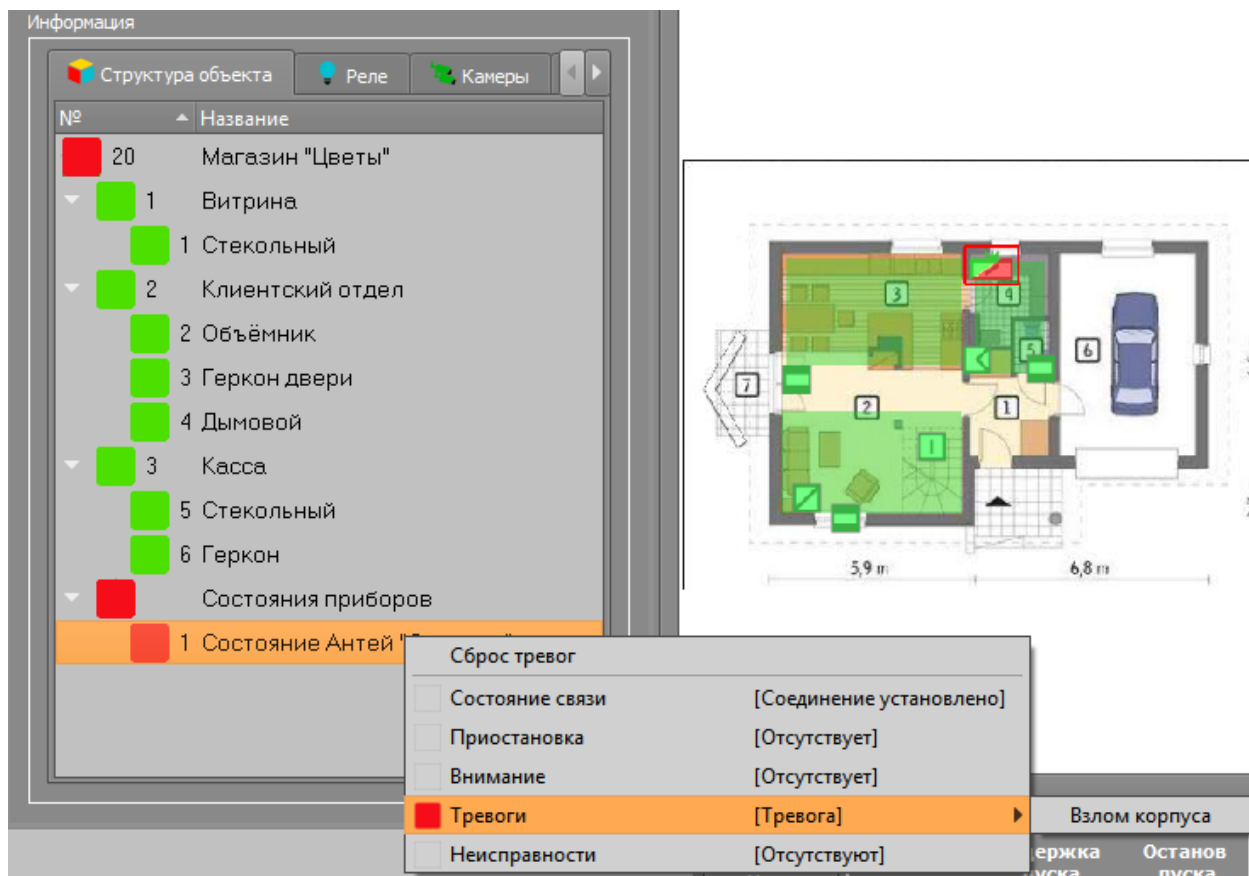 Информация
Структура объекта Реле Камеры
№ Название
20 Магазин "Цветы"
1 Витрина
1 Стекольный
2 Клиентский отдел
2 Объёмник
3 Геркон двери
4 Дымовой
3 Касса
5 Стекольный
6 Геркон
Состояния приборов
1 Состояние Антей
Сброс тревог
Состояние связи [Соединение установлено]
Приостановка [Отсутствует]
Внимание [Отсутствует]
Тревоги [Тревога] Взлом корпуса
Неисправности [Отсутствуют]
Останов
пуска
3
4
5
6
7
2
1
1
5,9 m 6,8 m